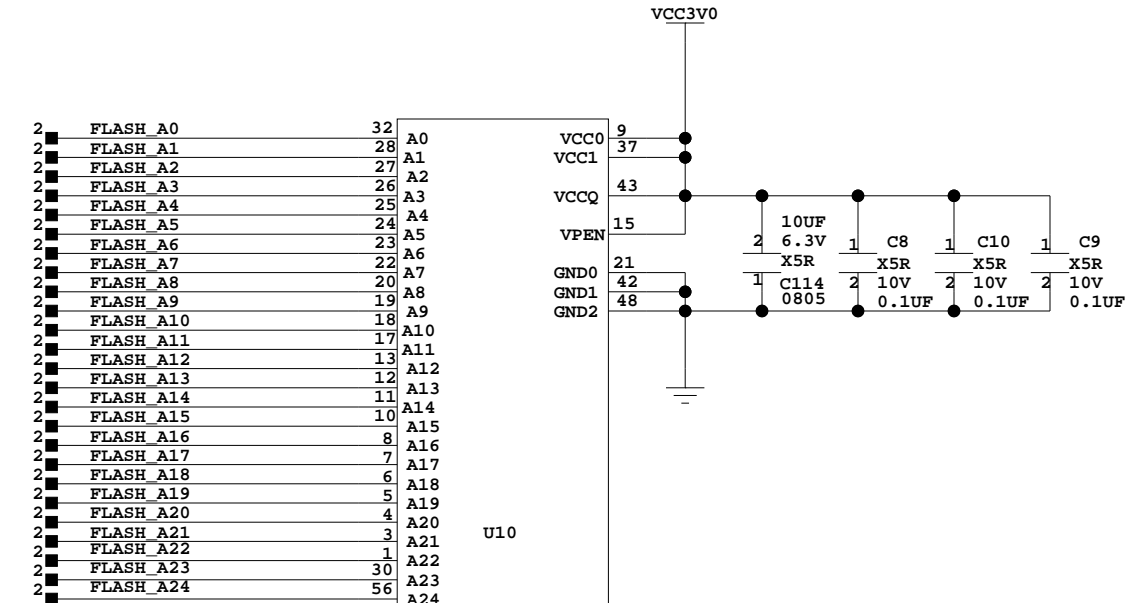 VCC3V0
2 FLASH_A0 32 A0 VCC0 9
2 FLASH_A1 28 A1 VCC1 37
2 FLASH_A2 27 A2
2 FLASH_A3 26 A3 VCCQ 43
2 FLASH_A4 25 A4
2 FLASH_A5 24 A5 VPEN 15
2 FLASH_A6 23 A6
2 FLASH_A7 22 A7 GND0 21
2 FLASH_A8 20 A8 GND1 42
2 FLASH_A9 19 A9 GND2 48
2 FLASH_A10 18 A10
2 FLASH_A11 17 A11
2 FLASH_A12 13 A12
2 FLASH_A13 12 A13
2 FLASH_A14 11 A14
2 FLASH_A15 10 A15
2 FLASH_A16 8 A16
2 FLASH_A17 7 A17
2 FLASH_A18 6 A18
2 FLASH_A19 5 A19
2 FLASH_A20 4 A20
2 FLASH_A21 3 A21
2 FLASH_A22 1 A22
2 FLASH_A23 30 A23
2 FLASH_A24 56 A24
U10
10UF
2 6.3V
X5R
1 C114
0805
1 C8
X5R
2 10V
0.1UF
1 C10
X5R
2 10V
0.1UF
1 C9
X5R
2 10V
0.1UF